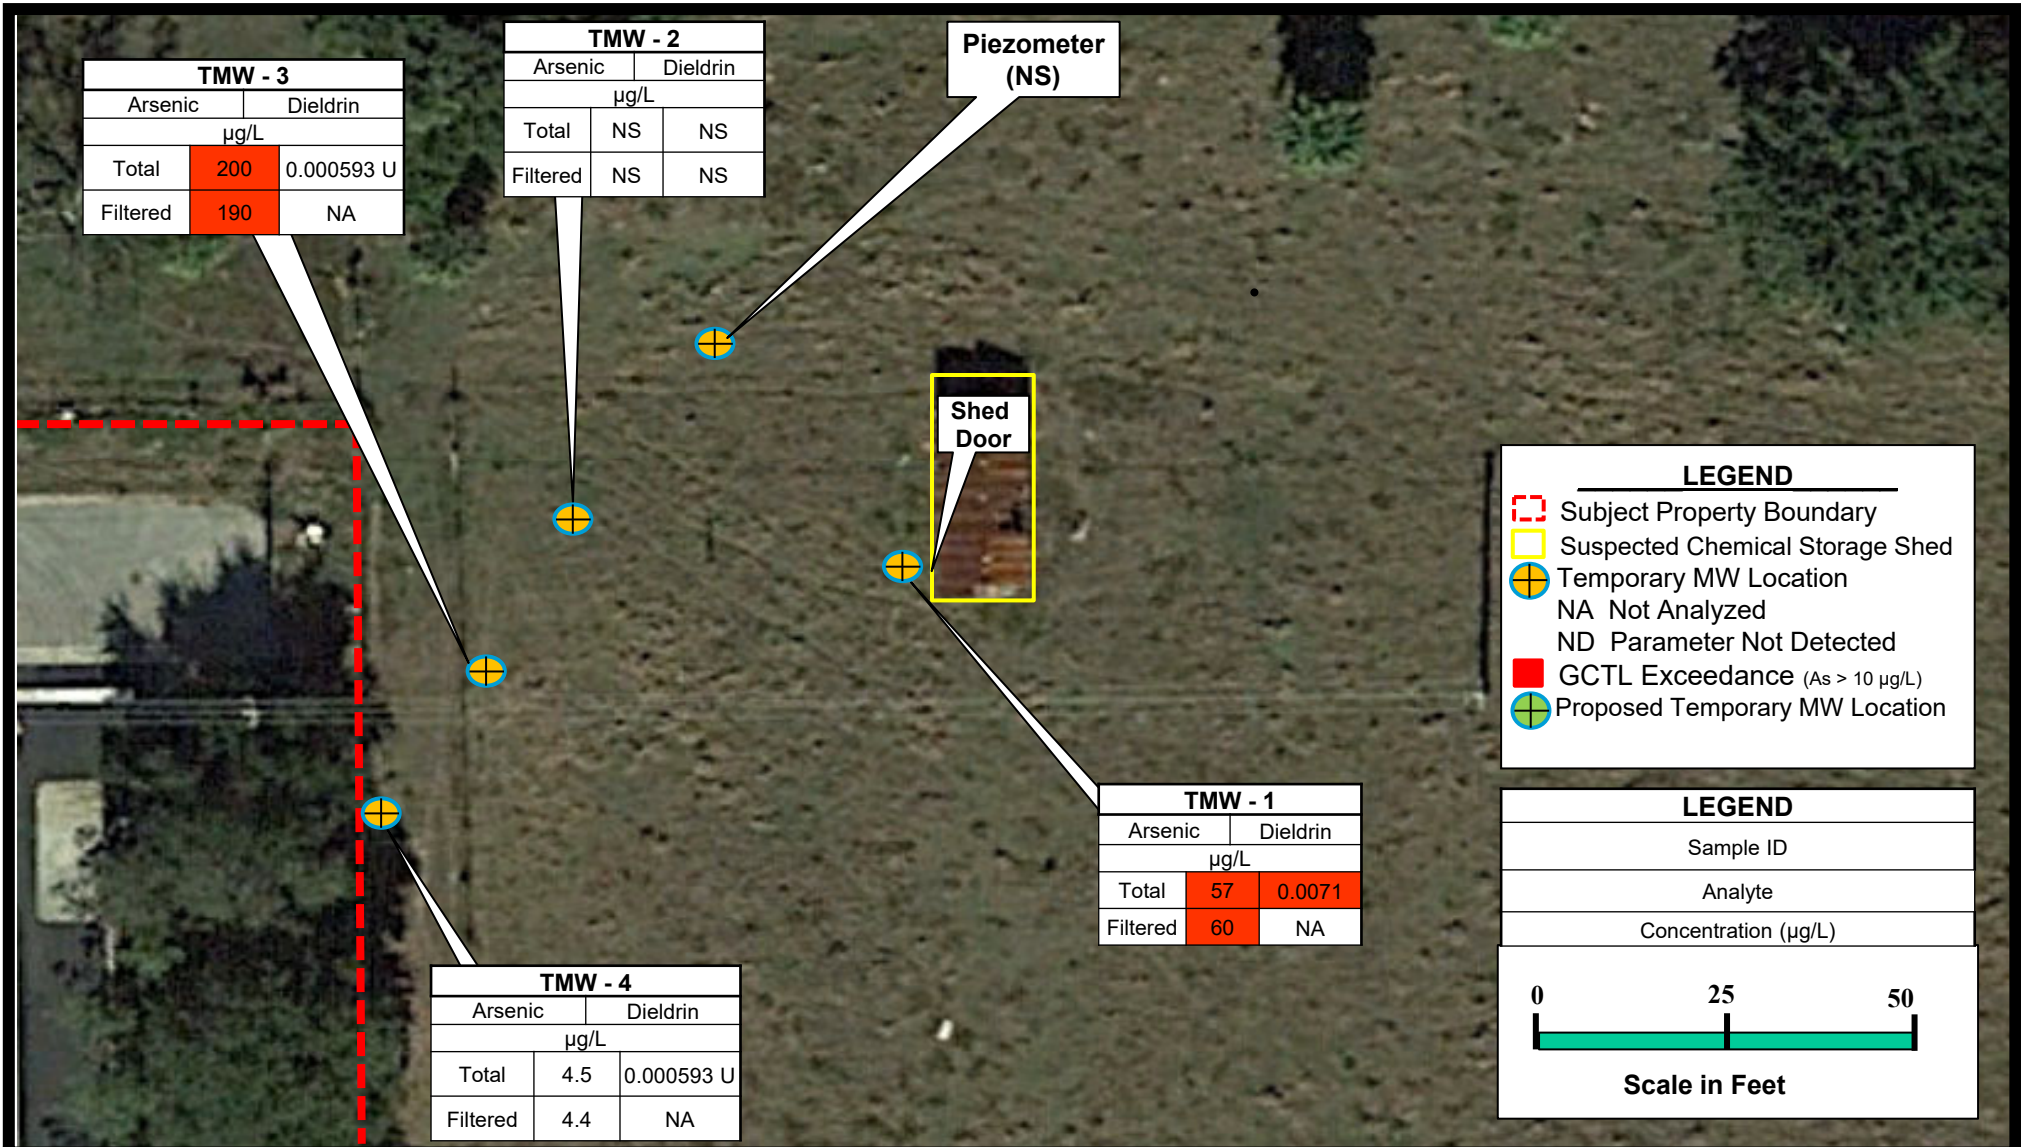 TMW - 3
Arsenic Dieldrin
µg/L
Total 200 0.000593 U
Filtered 190 NA
TMW - 2
Arsenic Dieldrin
µg/L
Total NS NS
Filtered NS NS
Piezometer
(NS)
Shed
Door
TMW - 1
Arsenic Dieldrin
µg/L
Total 57 0.0071
Filtered 60 NA
TMW - 4
Arsenic Dieldrin
µg/L
Total 4.5 0.000593 U
Filtered 4.4 NA
LEGEND
Subject Property Boundary
Suspected Chemical Storage Shed
Temporary MW Location
NA Not Analyzed
ND Parameter Not Detected
GCTL Exceedance (As > 10 µg/L)
Proposed Temporary MW Location
LEGEND
Sample ID
Analyte
Concentration (µg/L)
0 25 50
Scale in Feet